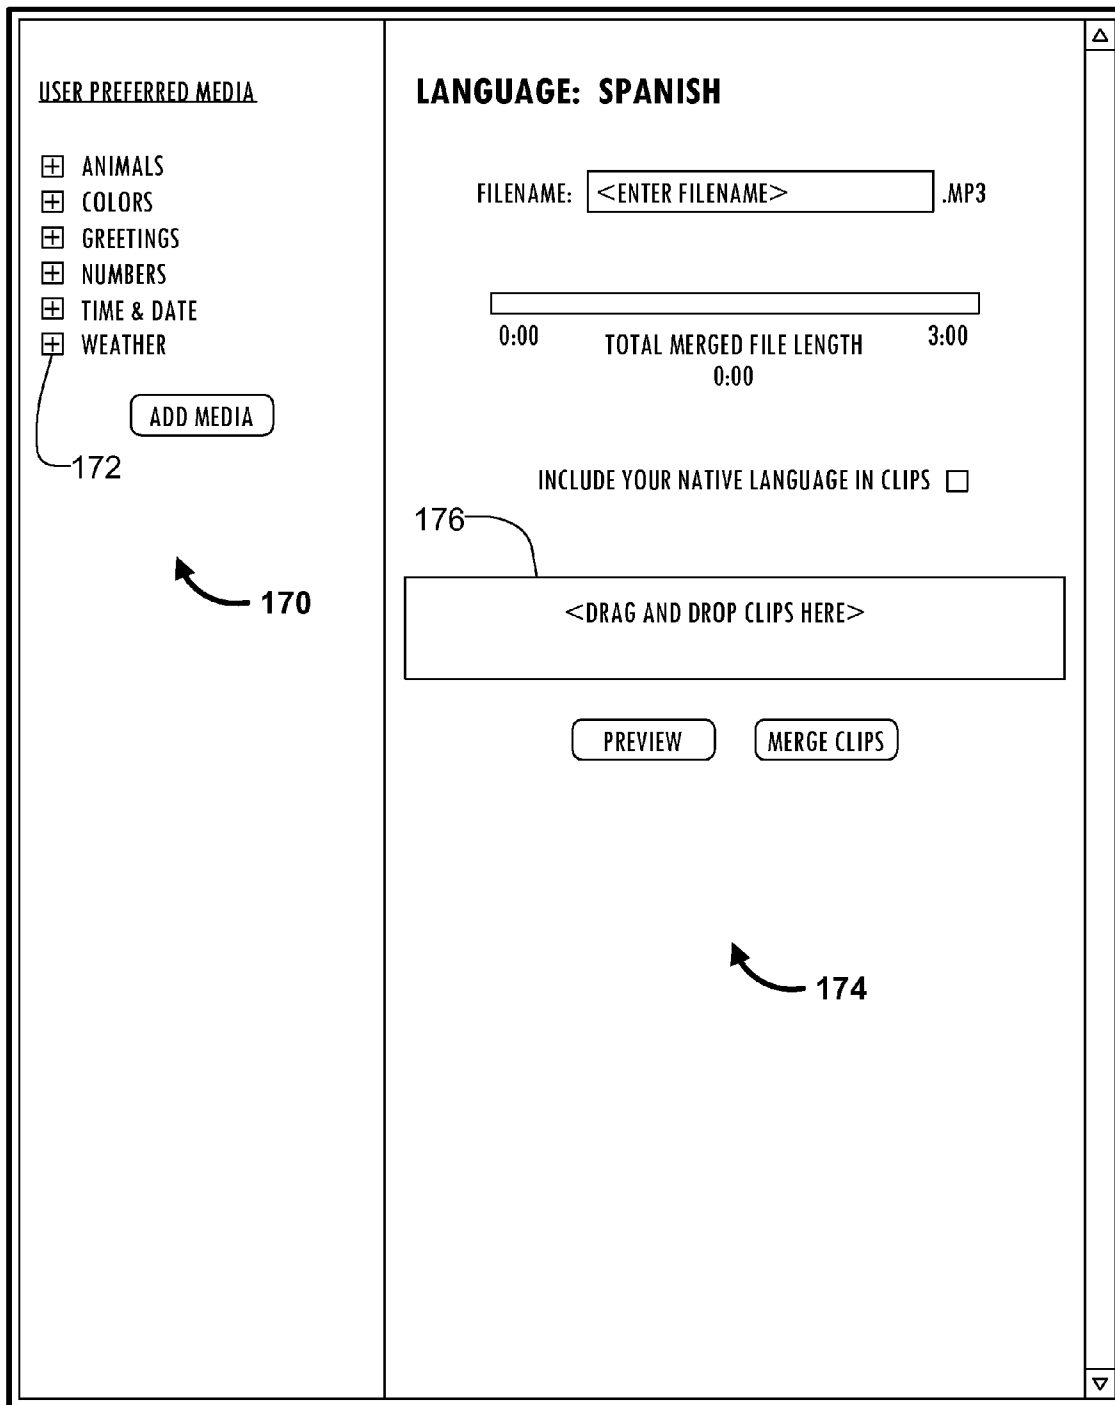 USER PREFERRED MEDIA
ANIMALS
COLORS
GREETINGS
NUMBERS
TIME & DATE
WEATHER
ADD MEDIA
172
170
LANGUAGE: SPANISH
FILENAME: <ENTER FILENAME> .MP3
0:00 TOTAL MERGED FILE LENGTH 3:00
0:00
INCLUDE YOUR NATIVE LANGUAGE IN CLIPS
176
<DRAG AND DROP CLIPS HERE>
PREVIEW MERGE CLIPS
174